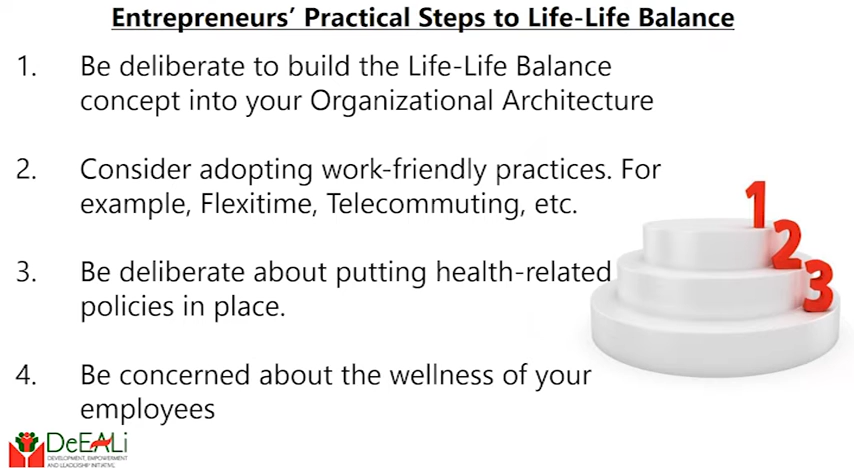 Entrepreneurs’ Practical Steps to Life-Life Balance
1. Be deliberate to build the Life-Life Balance
concept into your Organizational Architecture
2. Consider adopting work-friendly practices. For
example, Flexitime, Telecommuting, etc.
3. Be deliberate about putting health-related
policies in place.
4. Be concerned about the wellness of your
employees
1
2
3
DeEALi
DEVELOPMENT, EMPOWERMENT
AND LEADERSHIP INITIATIVE